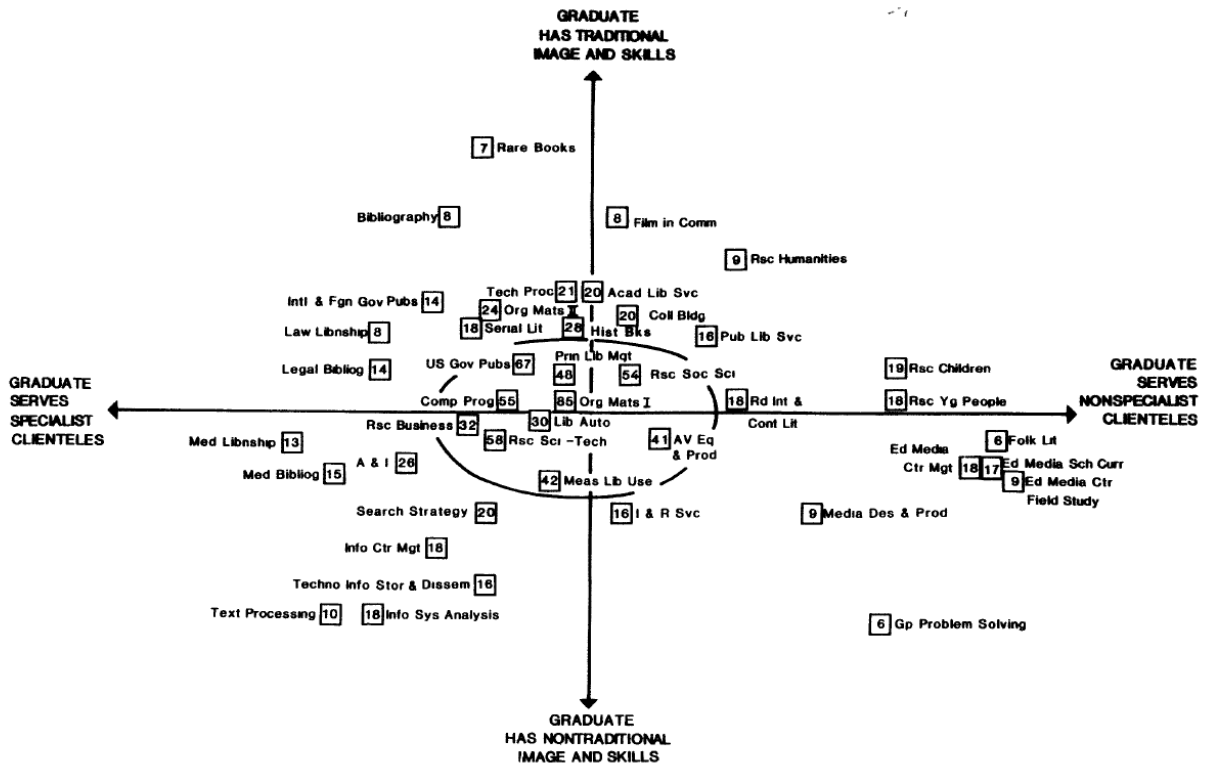 GRADUATE
HAS TRADITIONAL
IMAGE AND SKILLS
7 Rare Books
Bibliography 8
8 Film in Comm
9 Rsc Humanities
Tech Proc 21
20 Acad Lib Svc
Intl & Fgn Gov Pubs 14
24 Org Mats II
20 Coll Bldg
Law Libnship 8
18 Serial Lit
28 Hist Bks
16 Pub Lib Svc
US Gov Pubs 67
Prin Lib Mgt
48
54 Rsc Soc Sci
Legal Bibliog 14
19 Rsc Children
GRADUATE
SERVES
SPECIALIST
CLIENTELES
GRADUATE
SERVES
NONSPECIALIST
CLIENTELES
Comp Prog 55
85 Org Mats I
18 Rd Int &
Cont Lit
18 Rsc Yg People
Rsc Business 32
30 Lib Auto
Med Libnship 13
58 Rsc Sci-Tech
41 AV Eq
& Prod
6 Folk Lit
Ed Media
Ctr Mgt 18
17 Ed Media Sch Curr
A & I 26
Med Bibliog 15
42 Meas Lib Use
9 Ed Media Ctr
Field Study
Search Strategy 20
16 I & R Svc
9 Media Des & Prod
Info Ctr Mgt 18
Techno Info Stor & Dissem 16
Text Processing 10
18 Info Sys Analysis
6 Gp Problem Solving
GRADUATE
HAS NONTRADITIONAL
IMAGE AND SKILLS